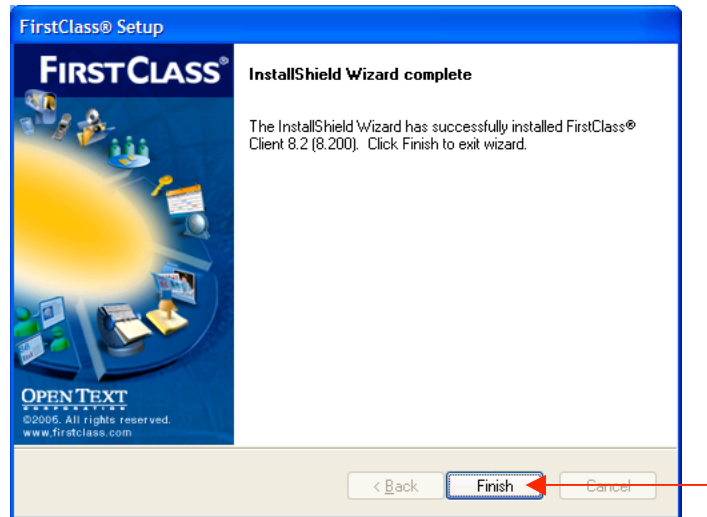 FirstClass® Setup
FIRSTCLASS®
InstallShield Wizard complete
The InstallShield Wizard has successfully installed FirstClass®
Client 8.2 (8.200). Click Finish to exit wizard.
OPEN TEXT
CORPORATION
©2006. All rights reserved.
www.firstclass.com
< Back
Finish
Cancel